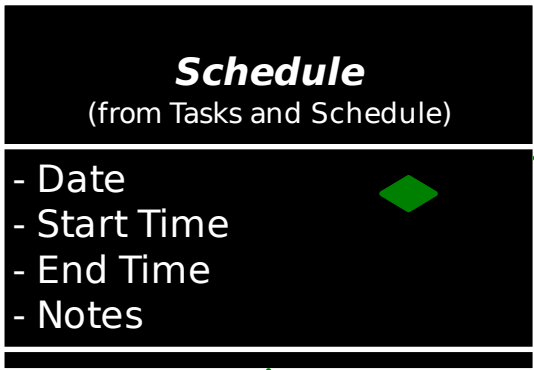 Schedule
(from Tasks and Schedule)
- Date
- Start Time
- End Time
- Notes